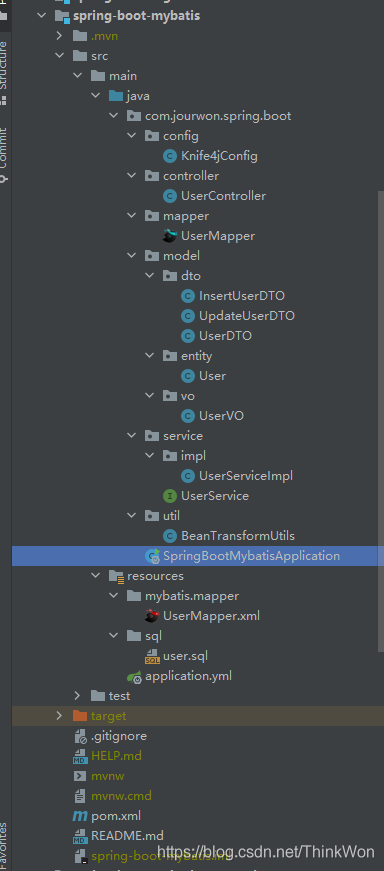 spring-boot-mybatis
.mvn
src
main
java
com.jourwon.spring.boot
config
Knife4jConfig
controller
UserController
mapper
UserMapper
model
dto
InsertUserDTO
UpdateUserDTO
UserDTO
entity
User
vo
UserVO
service
impl
UserServiceImpl
UserService
util
BeanTransformUtils
SpringBootMybatisApplication
resources
mybatis.mapper
UserMapper.xml
sql
user.sql
application.yml
test
target
.gitignore
HELP.md
mvnw
mvnw.cmd
pom.xml
README.md
https://blog.csdn.net/ThinkWon
Structure
Commit
Favorites